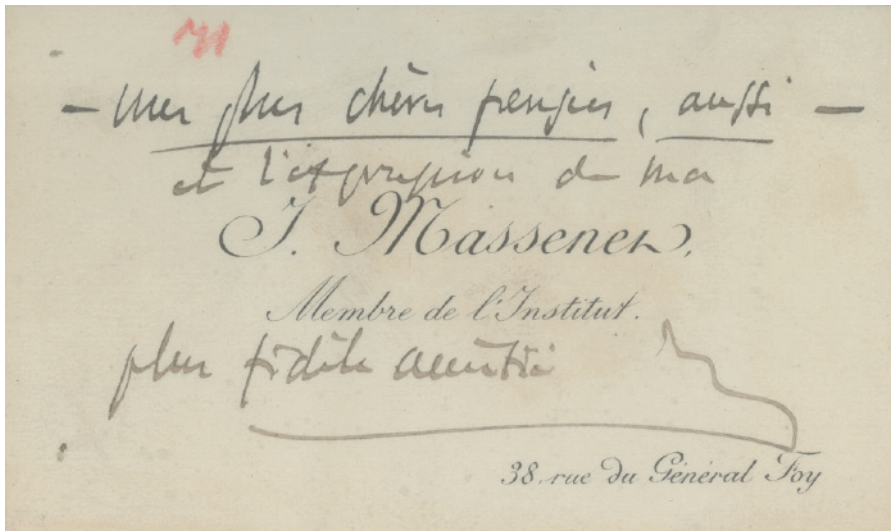 — mes plus chères pensées, aussi —
et l'expression de ma
J. Massenet,
Membre de l'Institut.
plus fidèle amitié
38, rue du Général Foy